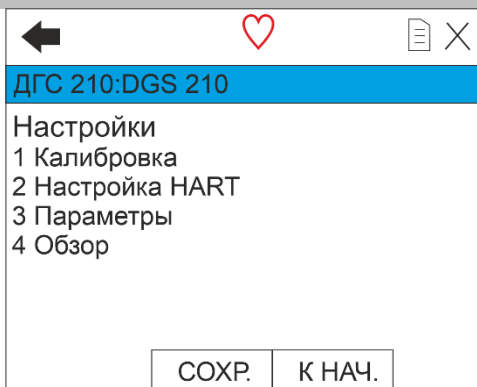 ДГС 210:DGS 210
Настройки
1 Калибровка
2 Настройка HART
3 Параметры
4 Обзор
СОХР. К НАЧ.